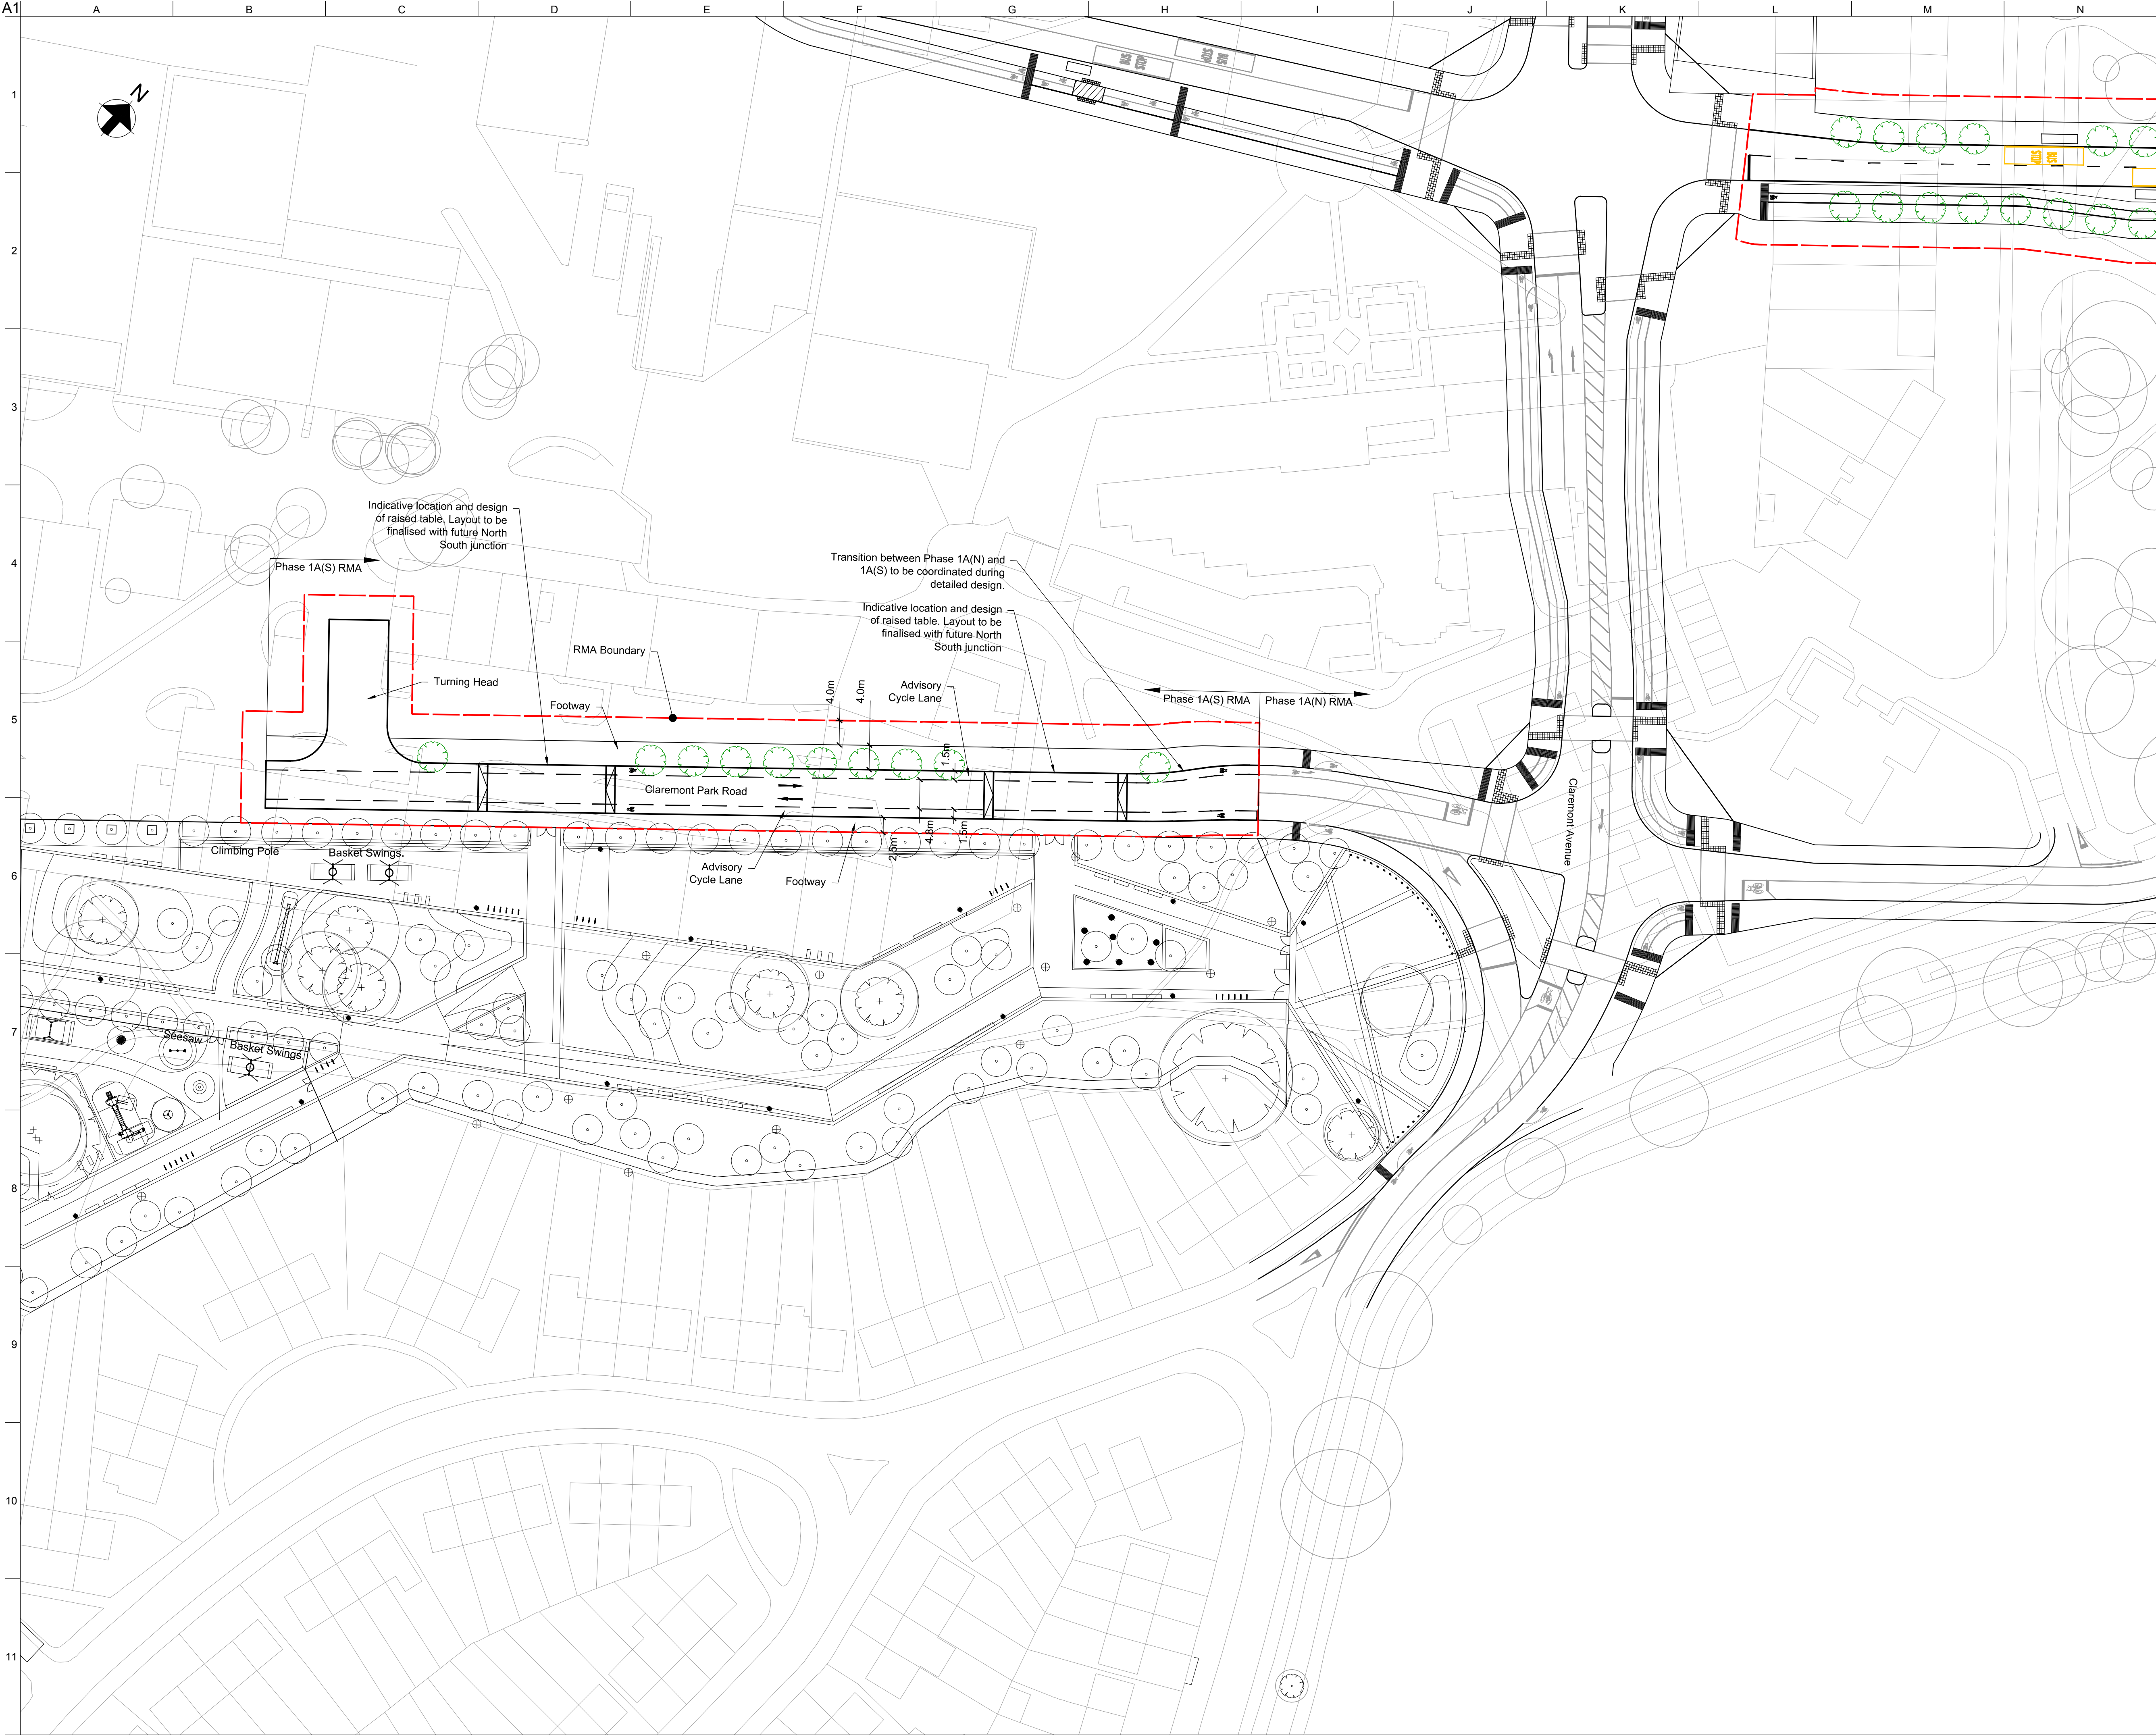 A1
A B C D E F G H I J K L M N
1
2
3
4
5
6
7
8
9
10
11
N
BUS
STOP
BUS
STOP
BUS
STOP
Indicative location and design
of raised table. Layout to be
finalised with future North
South junction
Phase 1A(S) RMA
Transition between Phase 1A(N) and
1A(S) to be coordinated during
detailed design.
Indicative location and design
of raised table. Layout to be
finalised with future North
South junction
RMA Boundary
Turning Head
Footway
4.0m
4.0m
Advisory
Cycle Lane
Phase 1A(S) RMA
Phase 1A(N) RMA
1.5m
Claremont Park Road
Claremont Avenue
2.5m
4.8m
1.5m
Advisory
Cycle Lane
Footway
Climbing Pole
Basket Swings.
Seesaw
Basket Swings.